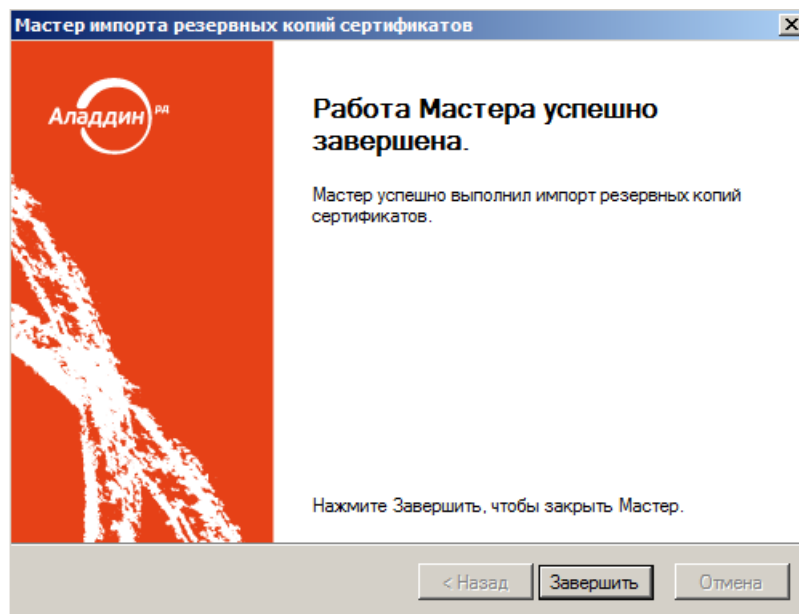 Мастер импорта резервных копий сертификатов
Аладдин РД
Работа Мастера успешно
завершена.
Мастер успешно выполнил импорт резервных копий
сертификатов.
Нажмите Завершить, чтобы закрыть Мастер.
< Назад
Завершить
Отмена